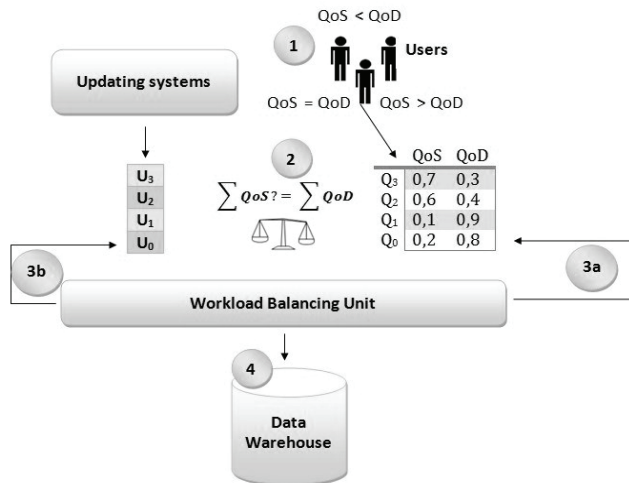 QoS < QoD
1
Users
Updating systems
QoS = QoD
QoS > QoD
2
∑ QoS? = ∑ QoD
QoS QoD
Q₃ 0,7 0,3
Q₂ 0,6 0,4
Q₁ 0,1 0,9
Q₀ 0,2 0,8
U₃
U₂
U₁
U₀
3b
3a
Workload Balancing Unit
4
Data
Warehouse